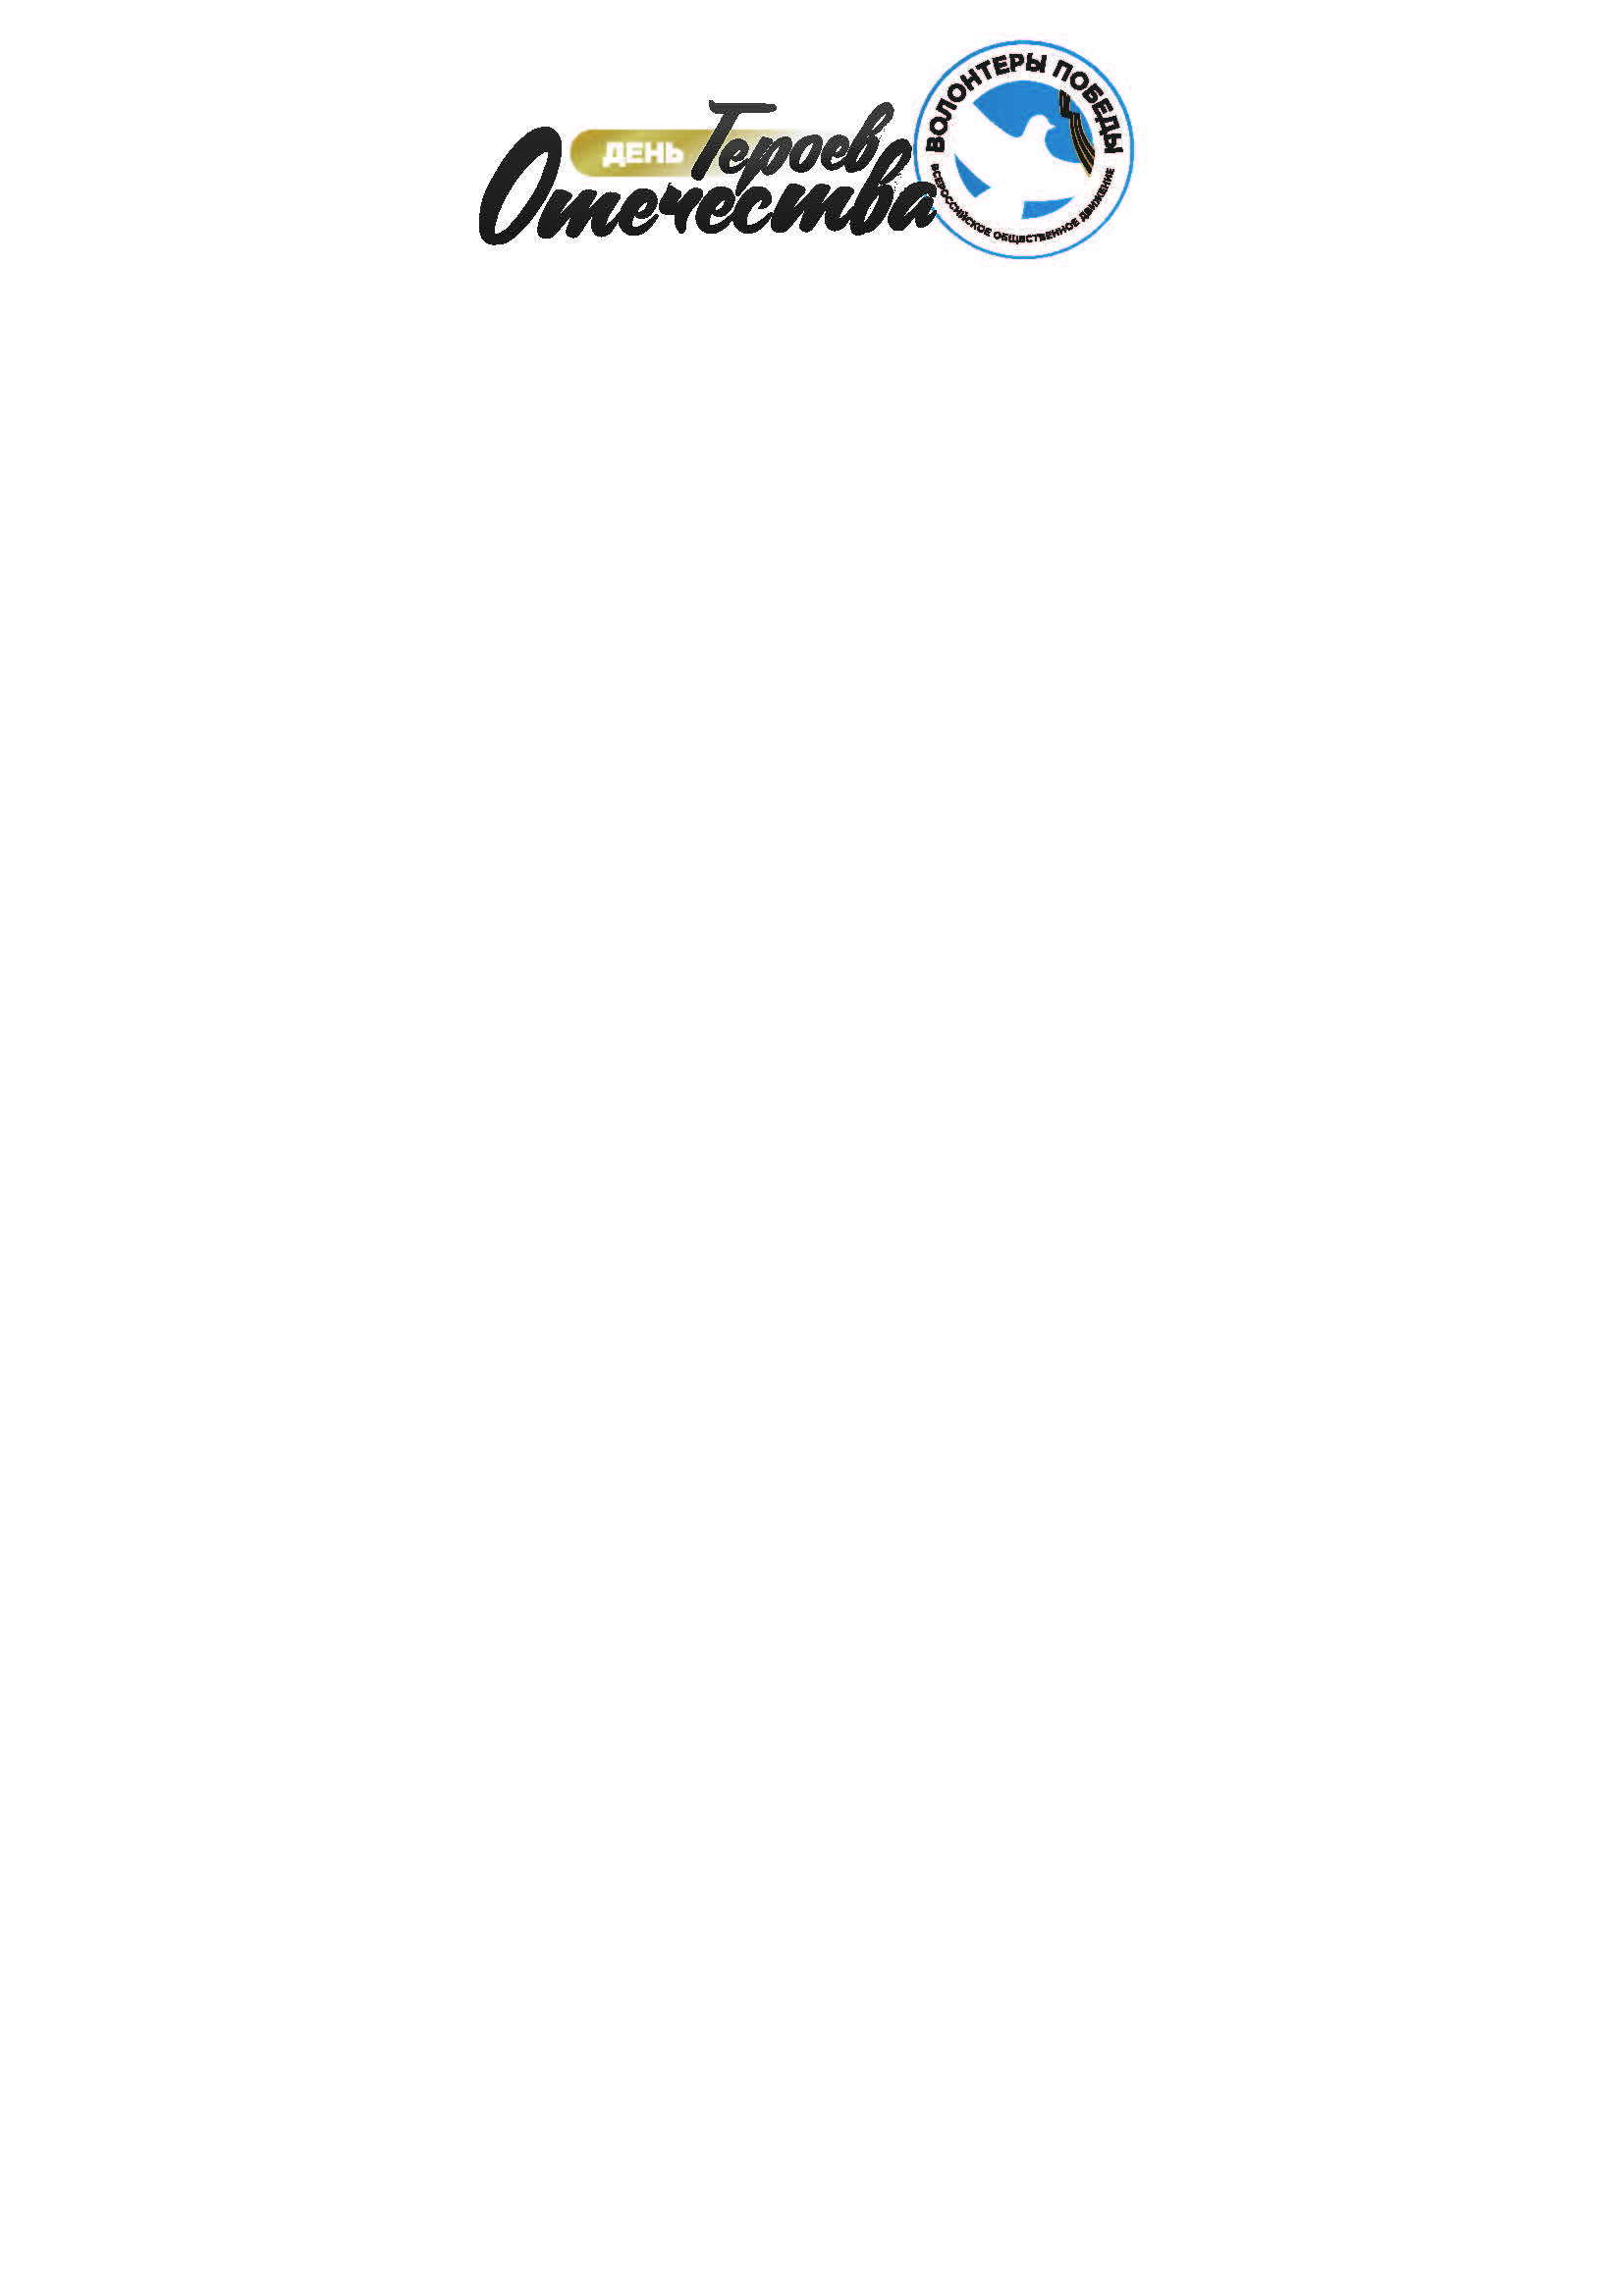 ДЕНЬ Героев
Отечества
ВОЛОНТЕРЫ ПОБЕДЫ
ВСЕРОССИЙСКОЕ ОБЩЕСТВЕННОЕ ДВИЖЕНИЕ